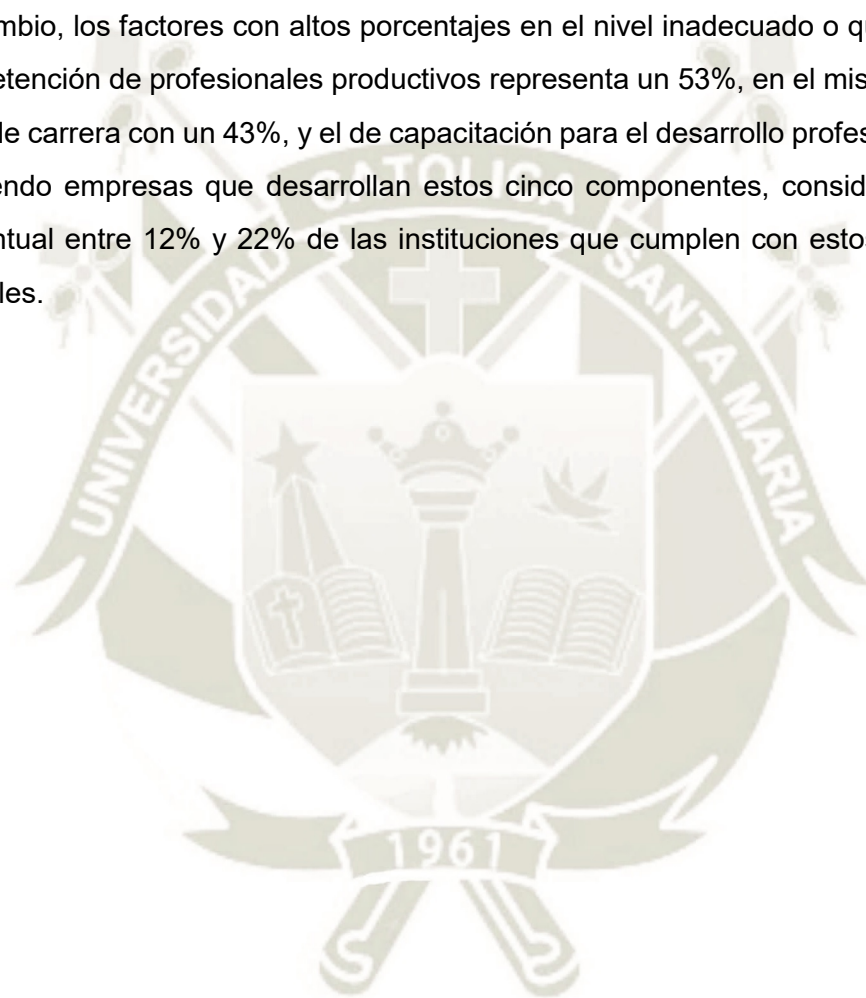 mbio, los factores con altos porcentajes en el nivel inadecuado o qu
etención de profesionales productivos representa un 53%, en el mis
de carrera con un 43%, y el de capacitación para el desarrollo profes
endo empresas que desarrollan estos cinco componentes, consid
ntual entre 12% y 22% de las instituciones que cumplen con estos
les.
UNIVERSIDAD CATOLICA SANTA MARIA
1961